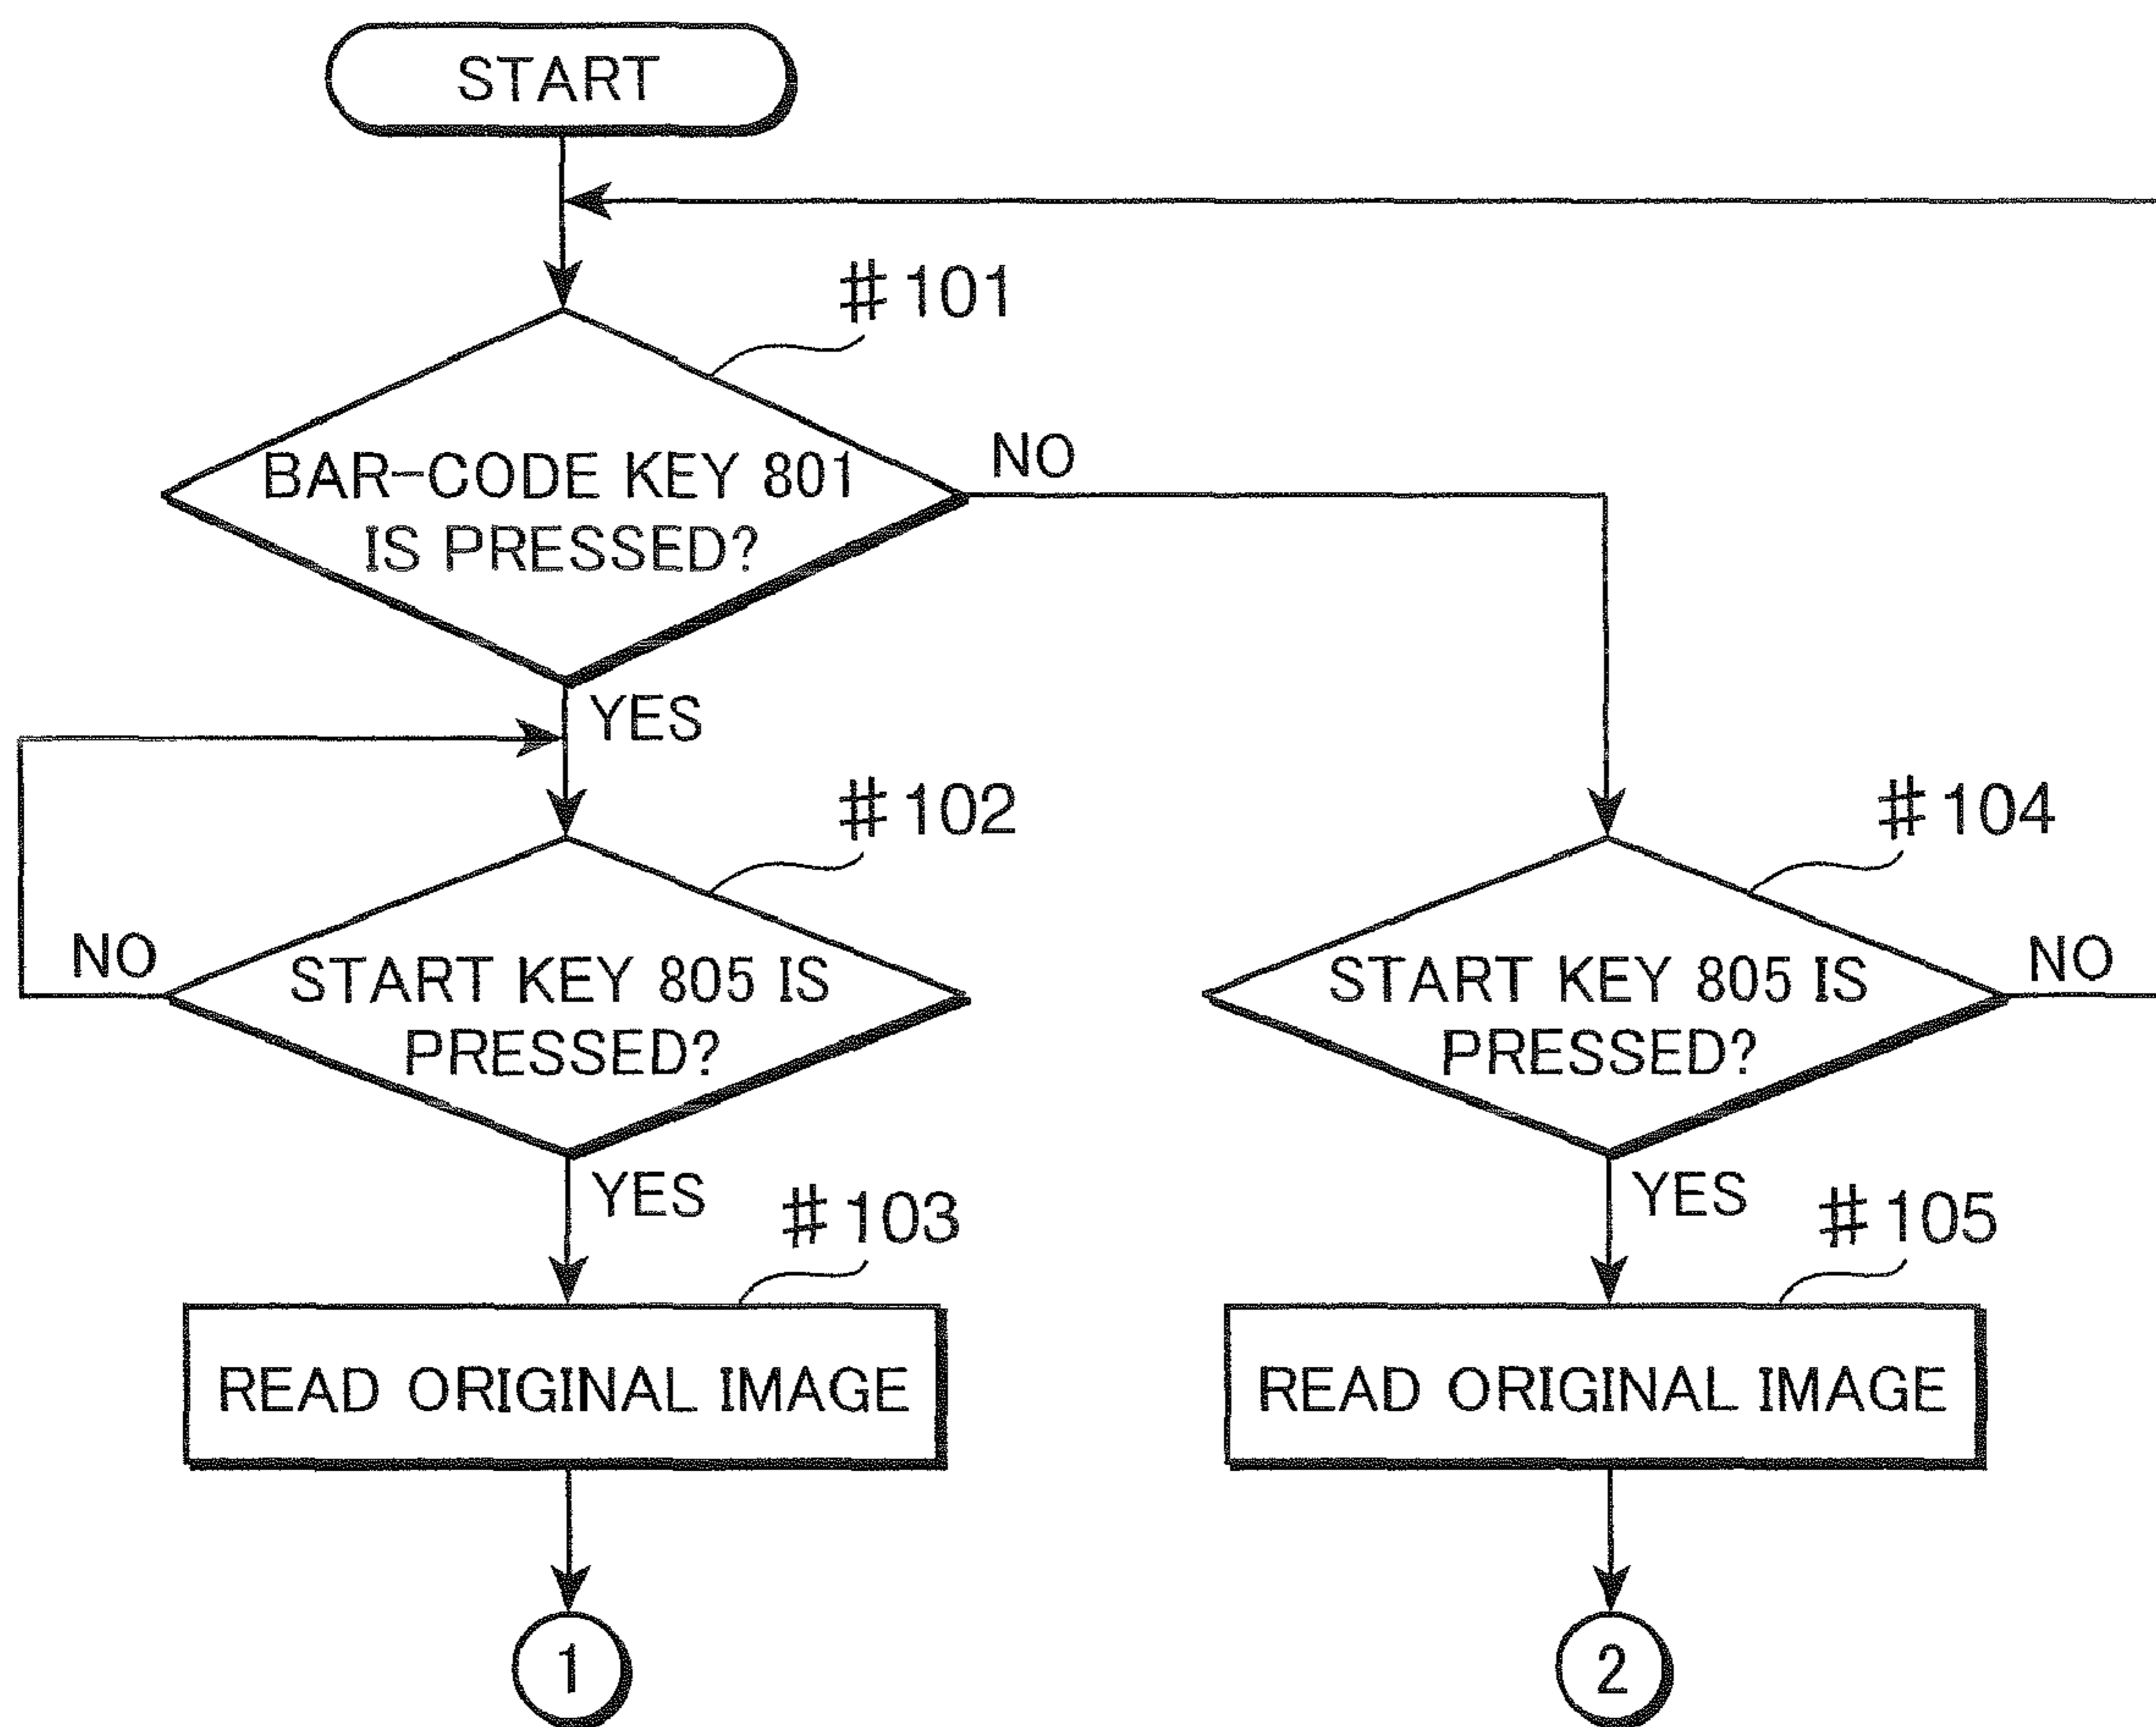 START
#101
BAR-CODE KEY 801
IS PRESSED?
NO
YES
#102
START KEY 805 IS
PRESSED?
NO
YES
#103
READ ORIGINAL IMAGE
1
#104
START KEY 805 IS
PRESSED?
NO
YES
#105
READ ORIGINAL IMAGE
2